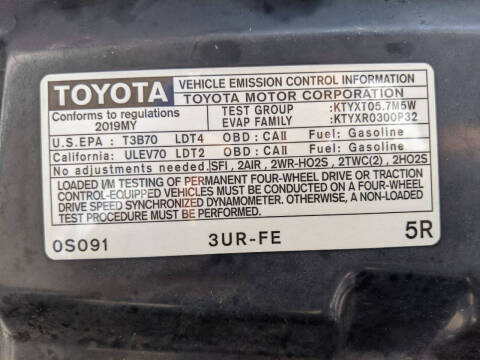 TOYOTA VEHICLE EMISSION CONTROL INFORMATION
TOYOTA MOTOR CORPORATION
Conforms to regulations TEST GROUP :KTYXT05.7M5W
2019MY EVAP FAMILY :KTYXR0300P32
U.S.EPA : T3B70 LDT4 OBD : CAII Fuel: Gasoline
California: ULEV70 LDT2 OBD : CAII Fuel: Gasoline
No adjustments needed. SFI , 2AIR , 2WR-HO2S , 2TWC(2) , 2HO2S
LOADED I/M TESTING OF PERMANENT FOUR-WHEEL DRIVE OR TRACTION
CONTROL-EQUIPPED VEHICLES MUST BE CONDUCTED ON A FOUR-WHEEL
DRIVE SPEED SYNCHRONIZED DYNAMOMETER. OTHERWISE, A NON-LOADED
TEST PROCEDURE MUST BE PERFORMED.
0S091 3UR-FE 5R